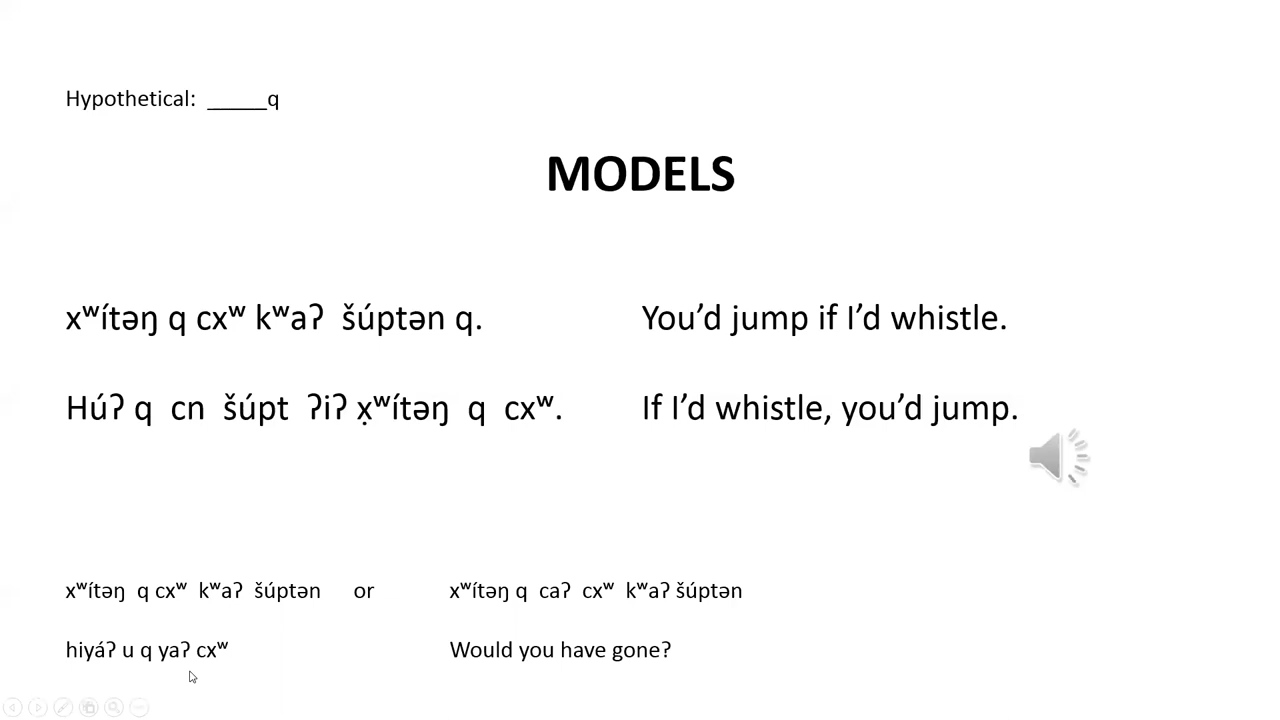 Hypothetical: ______q
MODELS
xʷítəŋ q cxʷ kʷaʔ šúptən q. You’d jump if I’d whistle.
Húʔ q cn šúpt ʔiʔ x̣ʷítəŋ q cxʷ. If I’d whistle, you’d jump.
xʷítəŋ q cxʷ kʷaʔ šúptən or xʷítəŋ q caʔ cxʷ kʷaʔ šúptən
hiyáʔ u q yaʔ cxʷ Would you have gone?